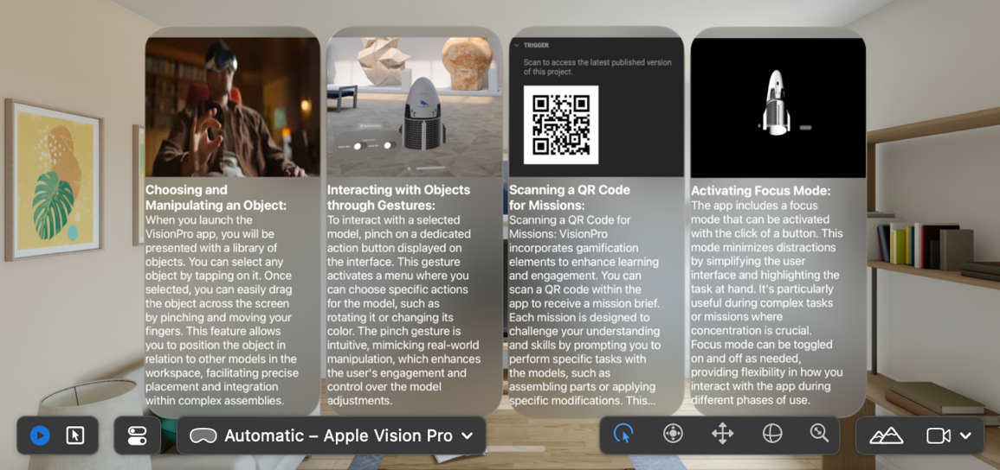 Choosing and
Manipulating an Object:
When you launch the
VisionPro app, you will be
presented with a library of
objects. You can select any
object by tapping on it. Once
selected, you can easily drag
the object across the screen
by pinching and moving your
fingers. This feature allows
you to position the object in
relation to other models in the
workspace, facilitating precise
placement and integration
within complex assemblies.
Interacting with Objects
through Gestures:
To interact with a selected
model, pinch on a dedicated
action button displayed on
the interface. This gesture
activates a menu where you
can choose specific actions
for the model, such as
rotating it or changing its
color. The pinch gesture is
intuitive, mimicking real-world
manipulation, which enhances
the user's engagement and
control over the model
adjustments.
TRIGGER
Scan to access the latest published version
of this project.
Scanning a QR Code
for Missions:
Scanning a QR Code for
Missions: VisionPro
incorporates gamification
elements to enhance learning
and engagement. You can
scan a QR code within the
app to receive a mission brief.
Each mission is designed to
challenge your understanding
and skills by prompting you to
perform specific tasks with
the models, such as
assembling parts or applying
specific modifications. This...
Activating Focus Mode:
The app includes a focus
mode that can be activated
with the click of a button. This
mode minimizes distractions
by simplifying the user
interface and highlighting the
task at hand. It's particularly
useful during complex tasks
or missions where
concentration is crucial.
Focus mode can be toggled
on and off as needed,
providing flexibility in how you
interact with the app during
different phases of use.
Automatic – Apple Vision Pro